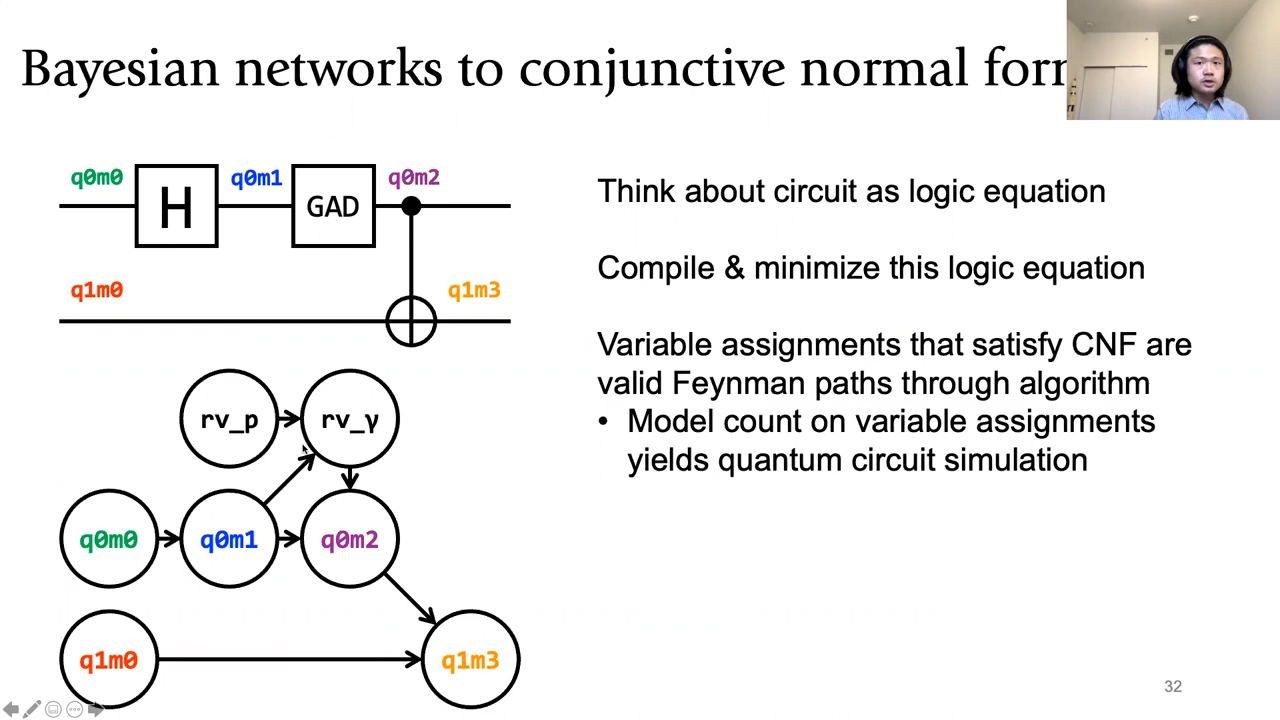 Bayesian networks to conjunctive normal for
q0m0
H
q0m1
GAD
q0m2
q1m0
q1m3
rv_p
rv_γ
q0m0
q0m1
q0m2
q1m0
q1m3
Think about circuit as logic equation
Compile & minimize this logic equation
Variable assignments that satisfy CNF are
valid Feynman paths through algorithm
• Model count on variable assignments
yields quantum circuit simulation
32